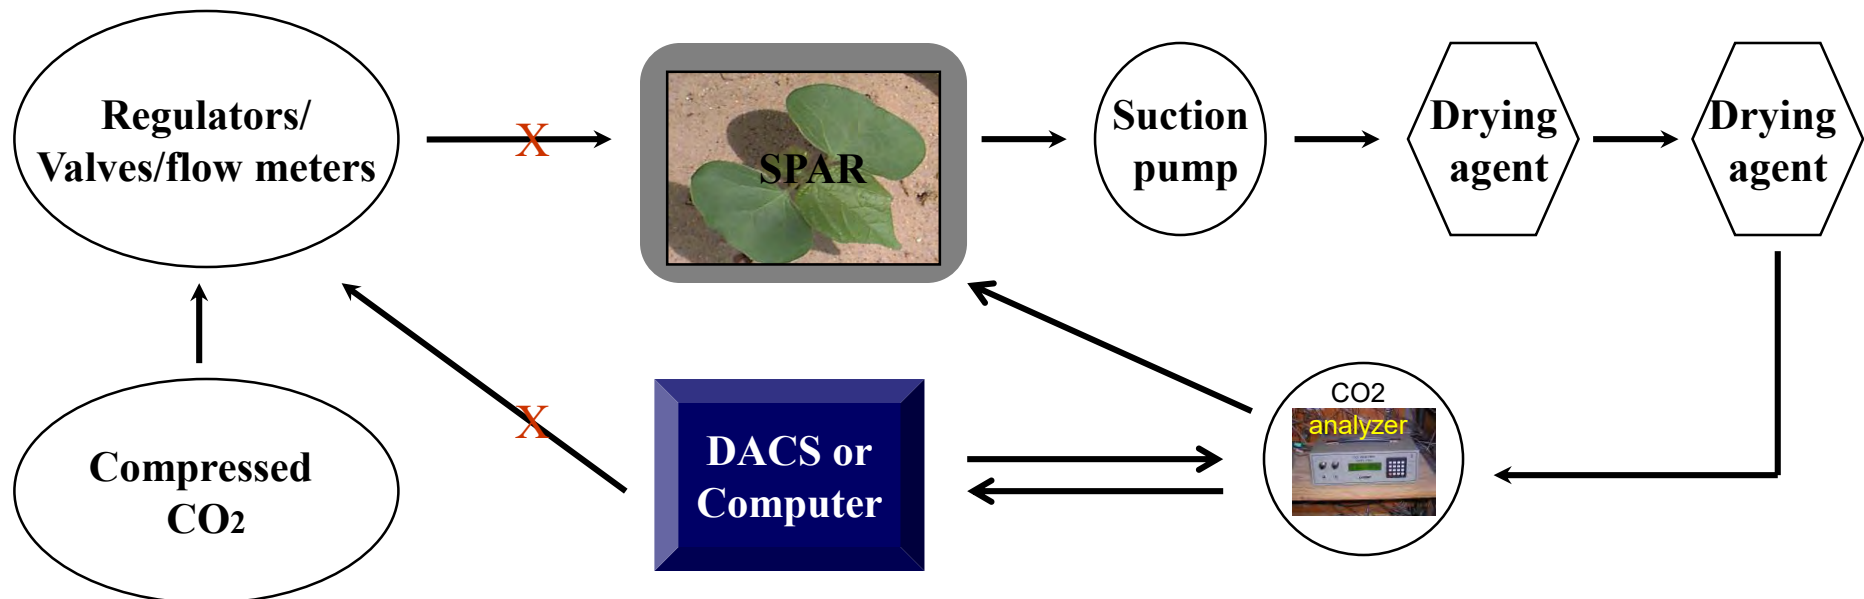 Regulators/
Valves/flow meters
X
SPAR
Suction
pump
Drying
agent
Drying
agent
Compressed
CO2
X
DACS or
Computer
CO2
analyzer